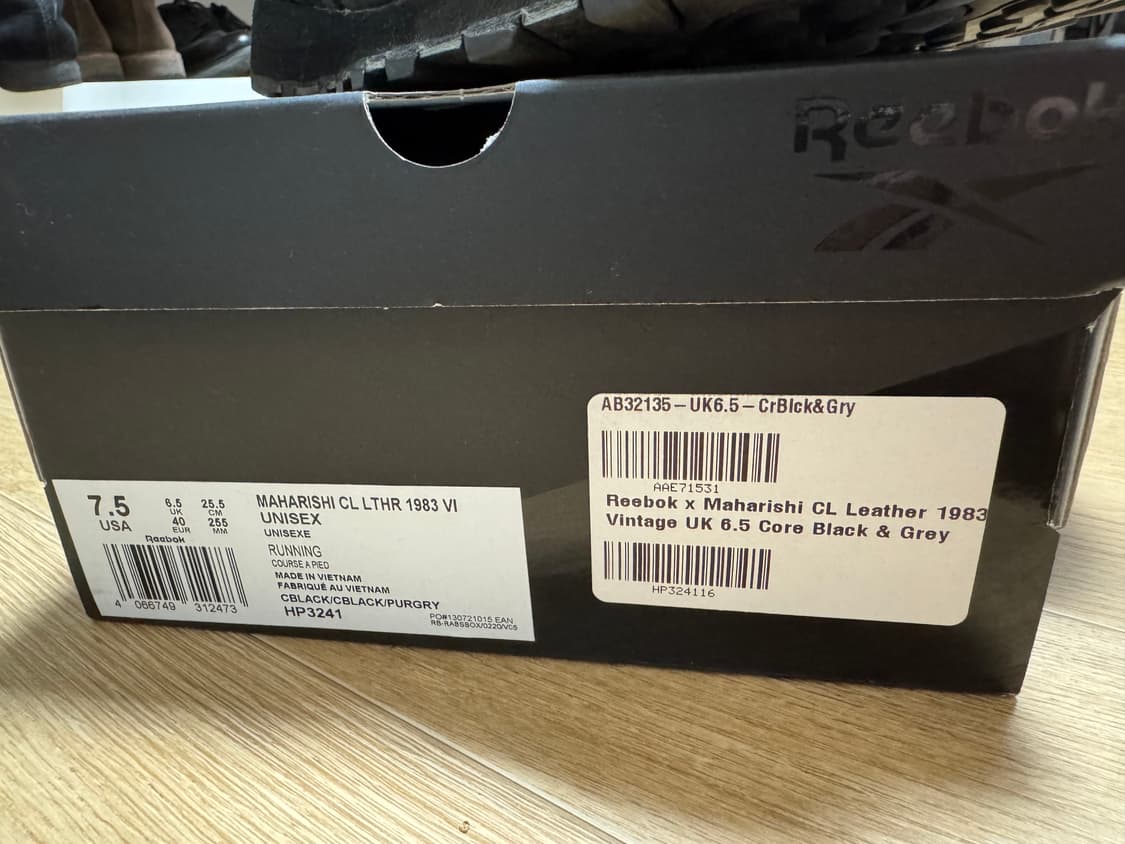 Reebok
AB32135-UK6.5-CrBlck&Gry
AAE71531
Reebok x Maharishi CL Leather 1983
Vintage UK 6.5 Core Black & Grey
HP324116
7.5
USA
6.5
UK
40
EUR
25.5
CM
255
MM
Reebok
4 066749 312473
MAHARISHI CL LTHR 1983 VI
UNISEX
UNISEXE
RUNNING
COURSE A PIED
MADE IN VIETNAM
FABRIQUÉ AU VIETNAM
CBLACK/CBLACK/PURGRY
HP3241
PO#130721015 EAN
RB-RABSBOX/0220/VC5